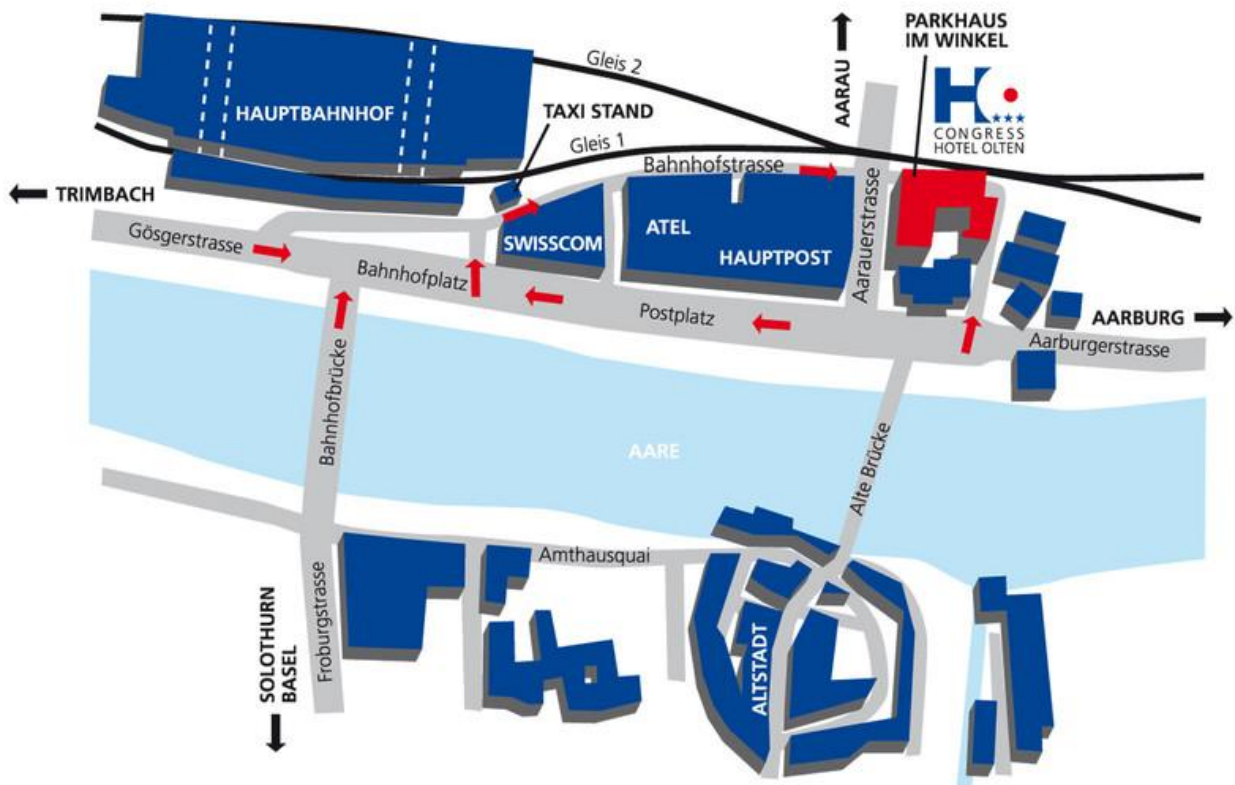 PARKHAUS
IM WINKEL
AARAU
Gleis 2
H
CONGRESS
HOTEL OLTEN
HAUPTBAHNHOF
TAXI STAND
Gleis 1
Bahnhofstrasse
TRIMBACH
Gösgerstrasse
SWISSCOM
ATEL
HAUPTPOST
Aarauerstrasse
Bahnhofplatz
Postplatz
AARBURG
Aarburgerstrasse
Bahnhofbrücke
AARE
Alte Brücke
Amthausquai
SOLOTHURN
BASEL
Froburgstrasse
ALTSTADT